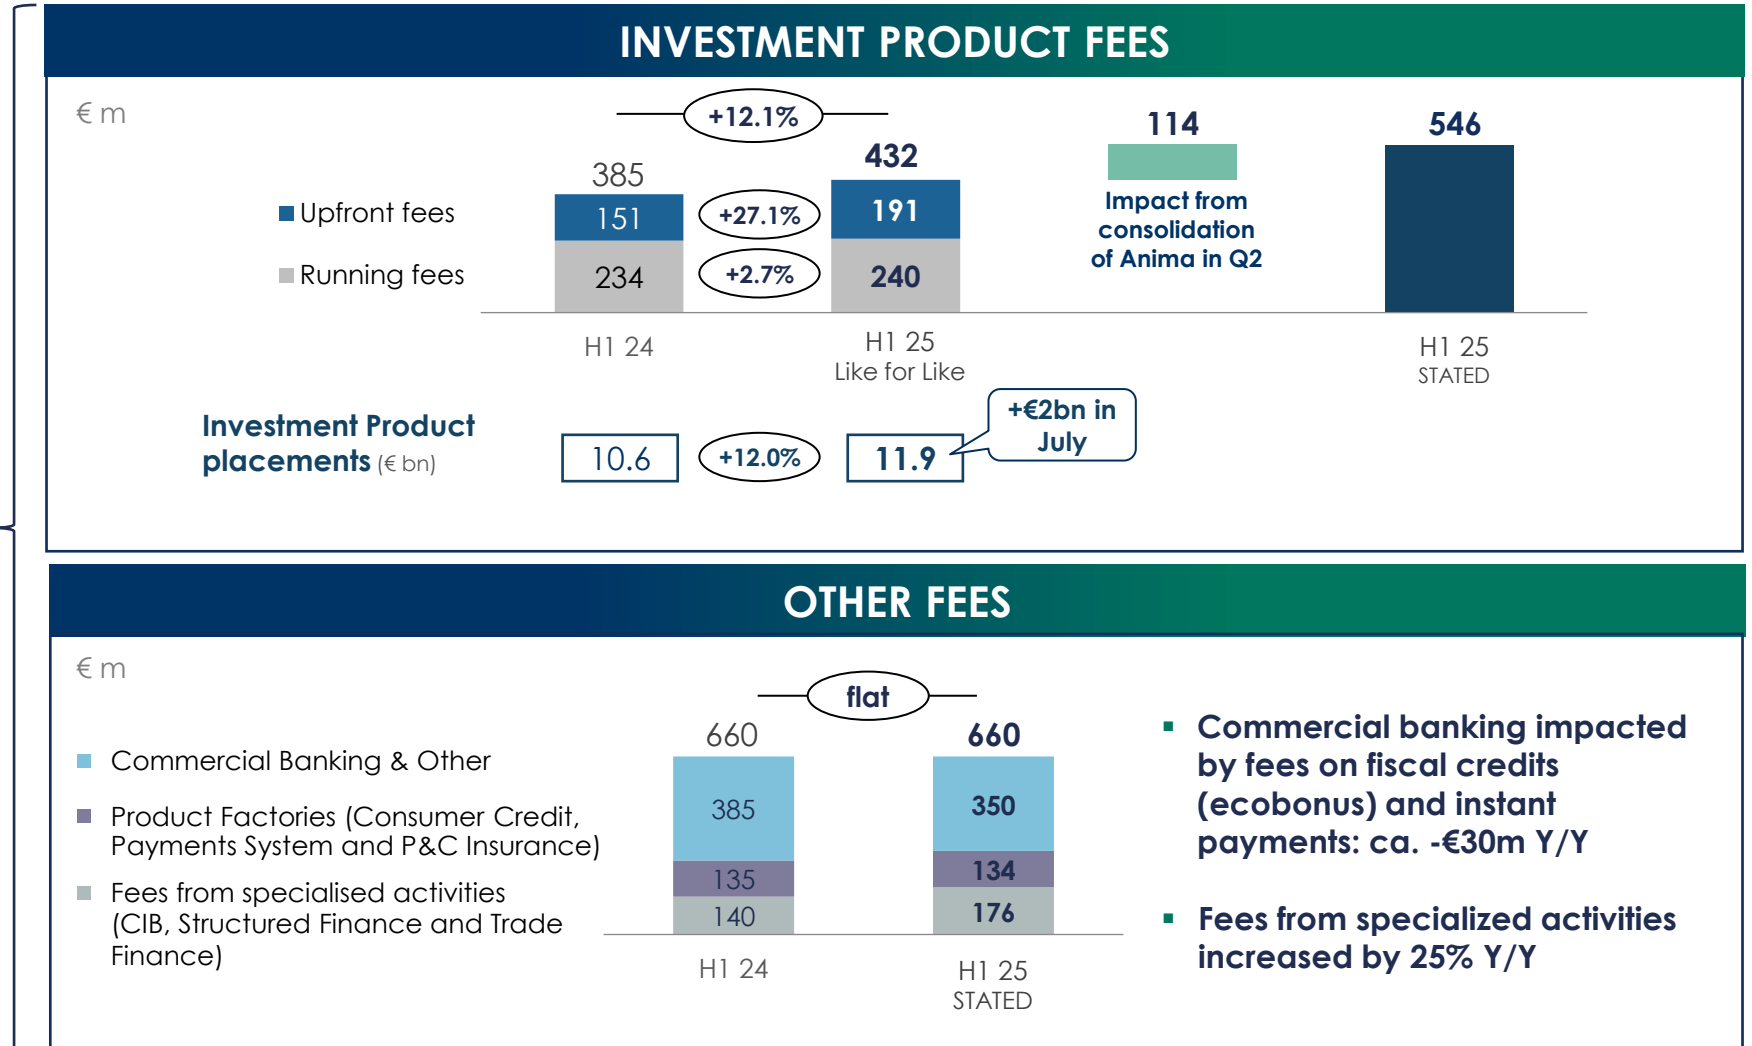 INVESTMENT PRODUCT FEES
€ m
+12.1%
385
432
114
546
Upfront fees
151
+27.1%
191
Running fees
234
+2.7%
240
Impact from
consolidation
of Anima in Q2
H1 24
H1 25
Like for Like
H1 25
STATED
Investment Product
placements (€ bn)
10.6
+12.0%
11.9
+€2bn in
July
OTHER FEES
€ m
flat
660
660
Commercial Banking & Other
Product Factories (Consumer Credit,
Payments System and P&C Insurance)
Fees from specialised activities
(CIB, Structured Finance and Trade
Finance)
385
350
135
134
140
176
H1 24
H1 25
STATED
▪ Commercial banking impacted
by fees on fiscal credits
(ecobonus) and instant
payments: ca. -€30m Y/Y
▪ Fees from specialized activities
increased by 25% Y/Y